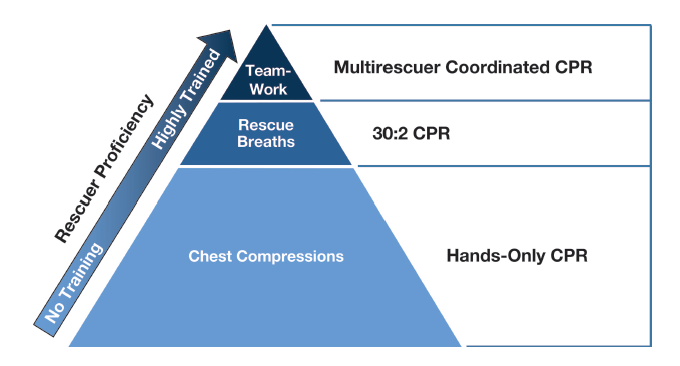 Team-
Work
Multirescuer Coordinated CPR
Rescue
Breaths
30:2 CPR
Chest Compressions
Hands-Only CPR
Rescuer Proficiency
Highly Trained
No Training